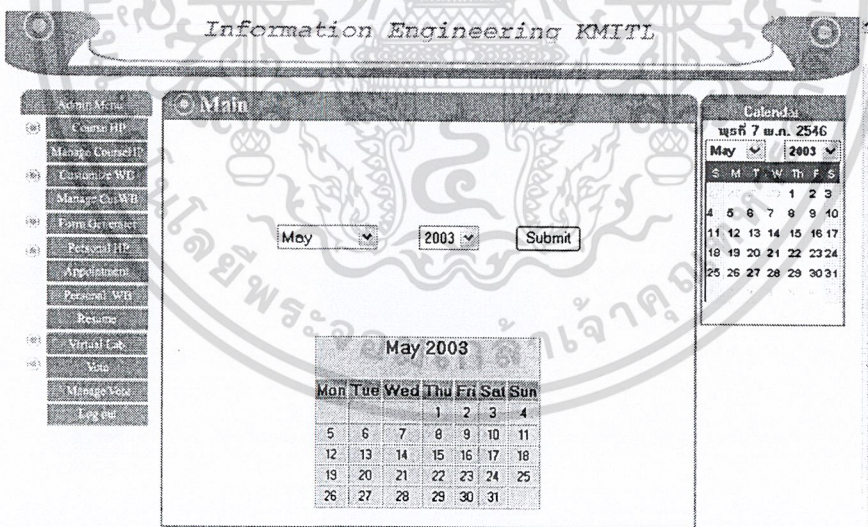 Information Engineering KMITL
Admin Menu
Course HP
Manage CourseHP
Customize WB
Manage CusWB
Form Generator
Personal HP
Appointment
Personal WB
Resume
Virtual Lab
Vote
Manage Vote
Log out
Main
May 2003 Submit
May 2003
Mon Tue Wed Thu Fri Sat Sun
1 2 3 4
5 6 7 8 9 10 11
12 13 14 15 16 17 18
19 20 21 22 23 24 25
26 27 28 29 30 31
Calendar
พุธที่ 7 พ.ค. 2546
May 2003
S M T W Th F S
1 2 3
4 5 6 7 8 9 10
11 12 13 14 15 16 17
18 19 20 21 22 23 24
25 26 27 28 29 30 31